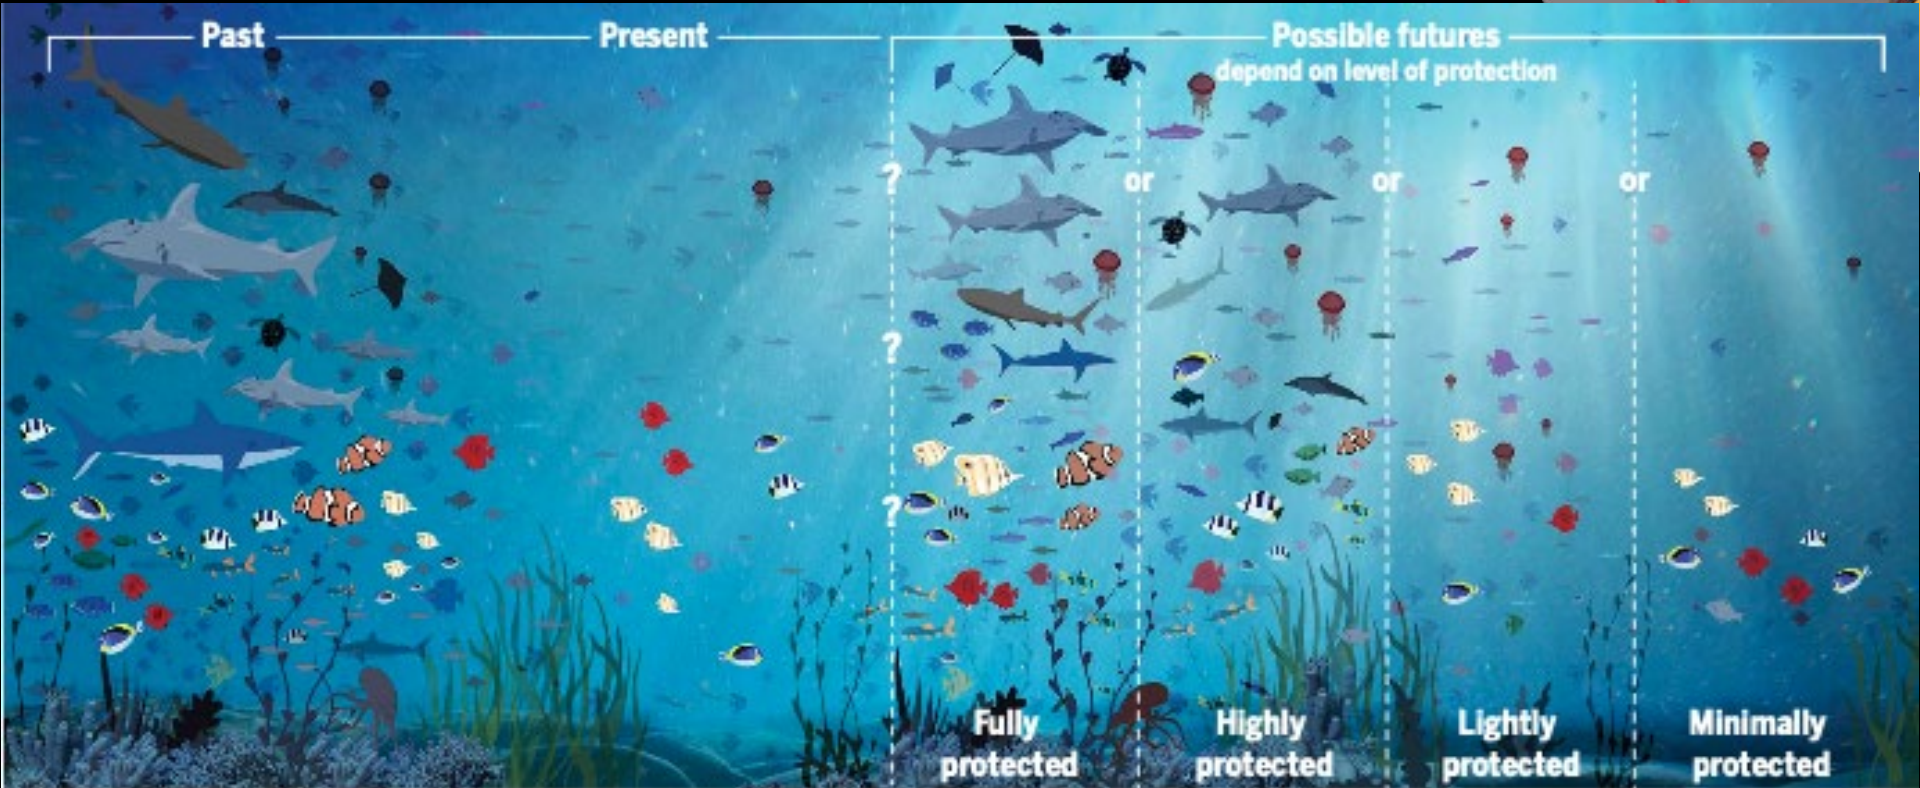 Past
Present
Possible futures
depend on level of protection
?
or
or
or
?
?
Fully
protected
Highly
protected
Lightly
protected
Minimally
protected